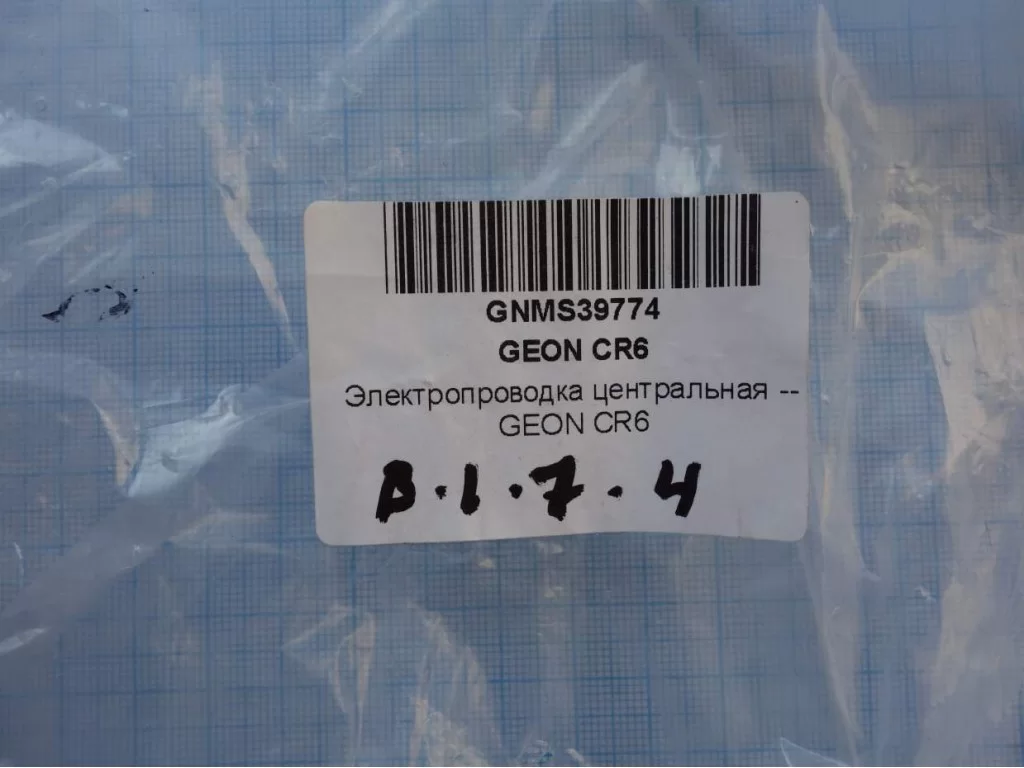 GNMS39774
GEON CR6
Электропроводка центральная --
GEON CR6
В.1.7.4